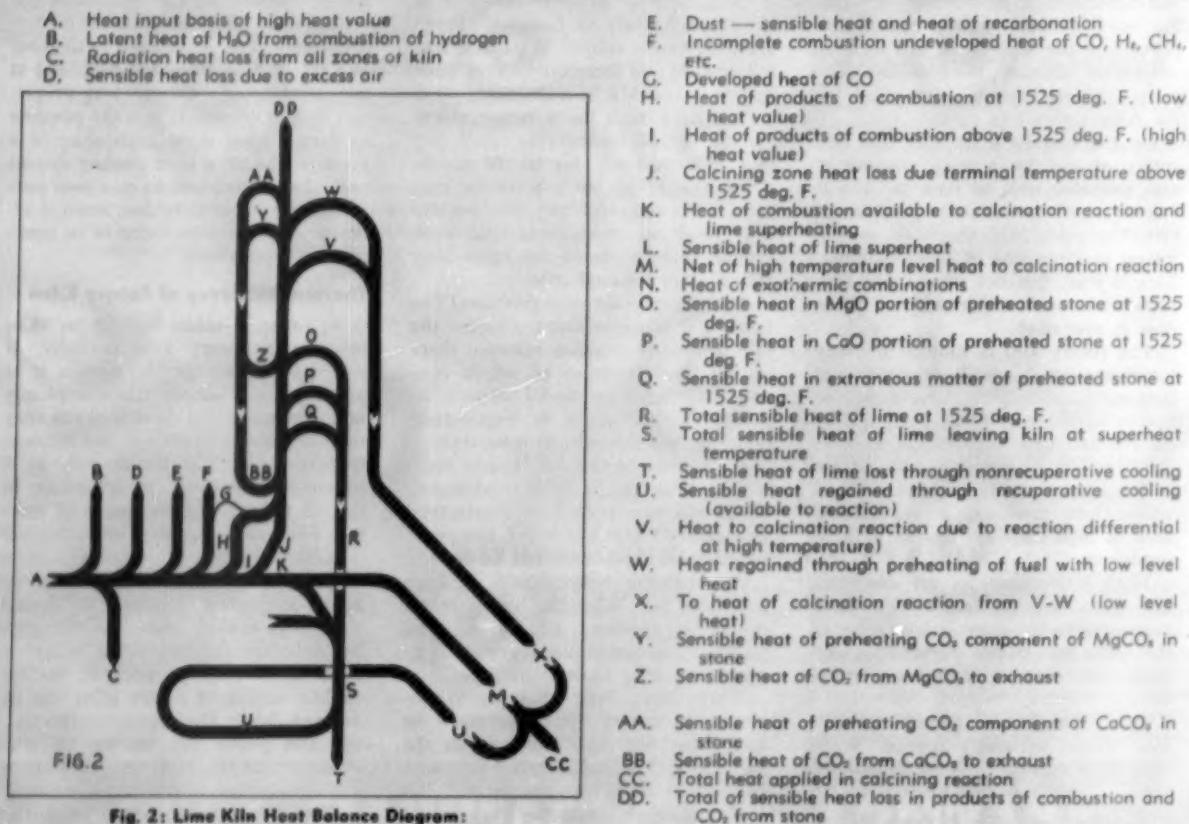 A. Heat input basis of high heat value
B. Latent heat of H₂O from combustion of hydrogen
C. Radiation heat loss from all zones of kiln
D. Sensible heat loss due to excess air
DD
AA
W
Y
V
Z
O
P
Q
B D E F BB
G
H
J
R
I
K
A
C
X
S
M
U
U
CC
T
FIG.2
Fig. 2: Lime Kiln Heat Balance Diagram:
E. Dust — sensible heat and heat of recarbonation
F. Incomplete combustion undeveloped heat of CO, H₂, CH₄,
etc.
G. Developed heat of CO
H. Heat of products of combustion at 1525 deg. F. (low
heat value)
I. Heat of products of combustion above 1525 deg. F. (high
heat value)
J. Calcining zone heat loss due terminal temperature above
1525 deg. F.
K. Heat of combustion available to calcination reaction and
lime superheating
L. Sensible heat of lime superheat
M. Net of high temperature level heat to calcination reaction
N. Heat of exothermic combinations
O. Sensible heat in MgO portion of preheated stone at 1525
deg. F.
P. Sensible heat in CaO portion of preheated stone at 1525
deg. F.
Q. Sensible heat in extraneous matter of preheated stone at
1525 deg. F.
R. Total sensible heat of lime at 1525 deg. F.
S. Total sensible heat of lime leaving kiln at superheat
temperature
T. Sensible heat of lime lost through nonrecuperative cooling
U. Sensible heat regained through recuperative cooling
(available to reaction)
V. Heat to calcination reaction due to reaction differential
at high temperature)
W. Heat regained through preheating of fuel with low level
heat
X. To heat of calcination reaction from V-W (low level
heat)
Y. Sensible heat of preheating CO₂ component of MgCO₃ in
stone
Z. Sensible heat of CO₂ from MgCO₃ to exhaust
AA. Sensible heat of preheating CO₂ component of CaCO₃ in
stone
BB. Sensible heat of CO₂ from CaCO₃ to exhaust
CC. Total heat applied in calcining reaction
DD. Total of sensible heat loss in products of combustion and
CO₂ from stone